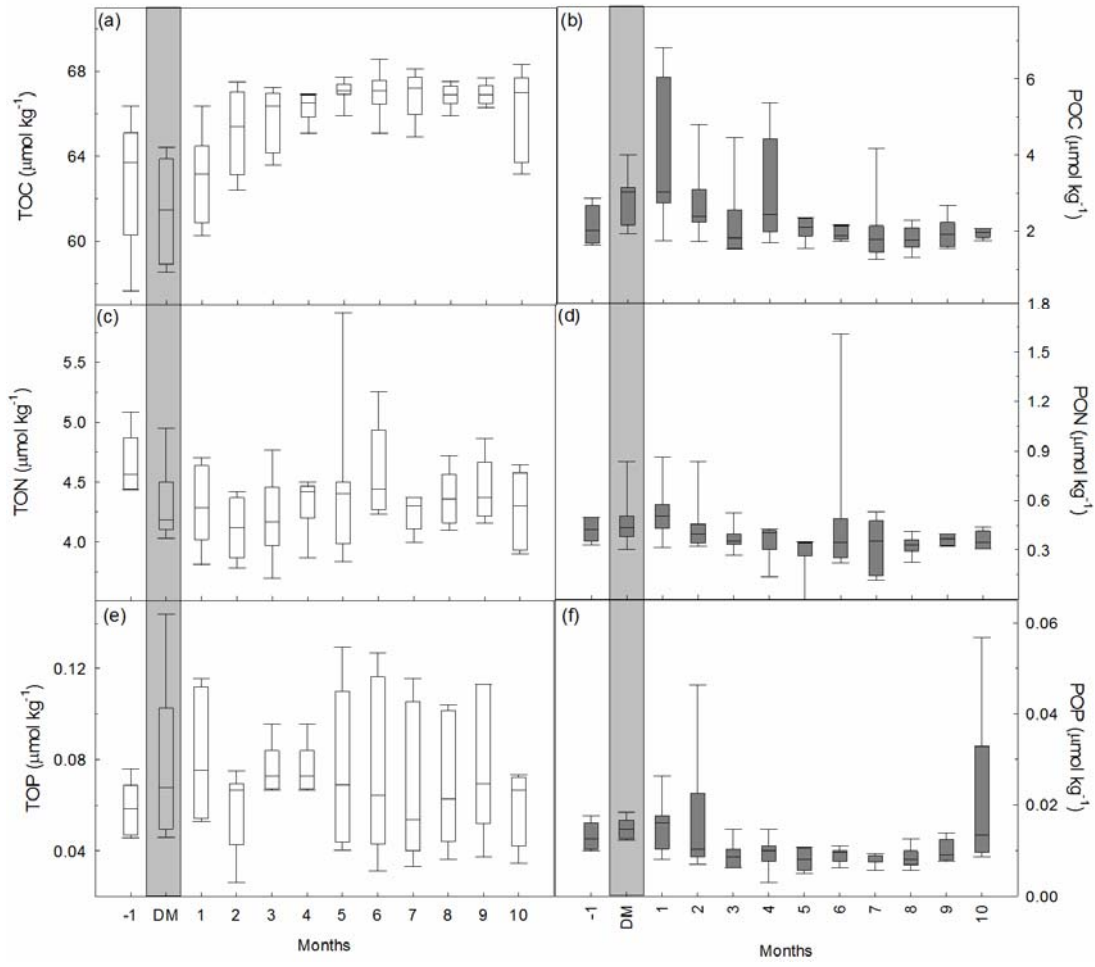 (a)
68
64
60
TOC (µmol kg⁻¹)
(b)
6
4
2
POC (µmol kg⁻¹)
(c)
5.5
5.0
4.5
4.0
TON (µmol kg⁻¹)
(d)
1.8
1.5
1.2
0.9
0.6
0.3
PON (µmol kg⁻¹)
(e)
0.12
0.08
0.04
TOP (µmol kg⁻¹)
(f)
0.06
0.04
0.02
0.00
POP (µmol kg⁻¹)
-1 DM 1 2 3 4 5 6 7 8 9 10
Months
-1 DM 1 2 3 4 5 6 7 8 9 10
Months